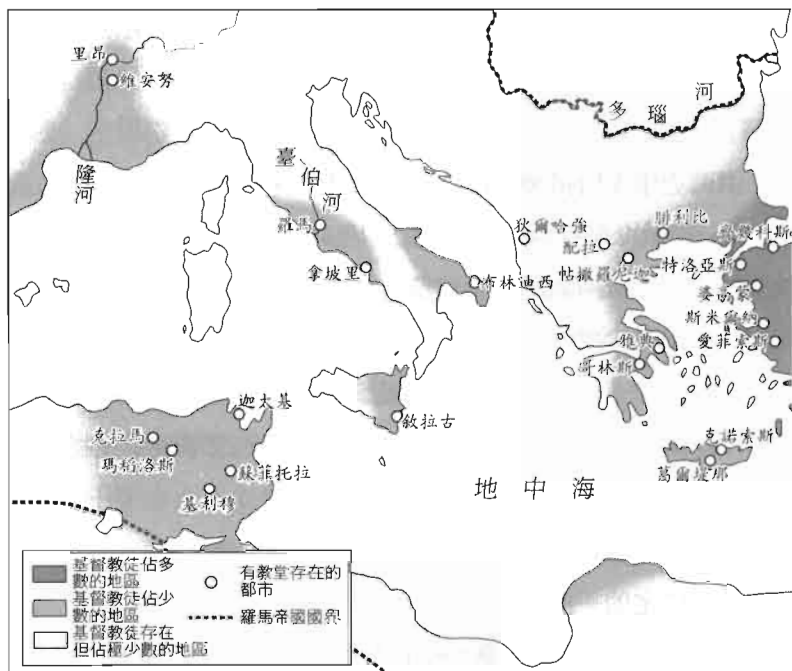 里昂
維安努
隆河
臺伯河
羅馬
拿坡里
布林迪西
多瑙河
狄爾哈強
配拉
腓利比
帖撒羅尼迦
特洛亞斯
斯米爾納
愛菲索斯
雅典
哥林斯
克諾索斯
迦太基
克拉馬
瑪稻洛斯
蘇菲托拉
基利穆
敘拉古
地中海
基督教徒佔多
數的地區
基督教徒佔少
數的地區
基督教徒存在
但佔極少數的地區
有教堂存在的
都市
羅馬帝國國界